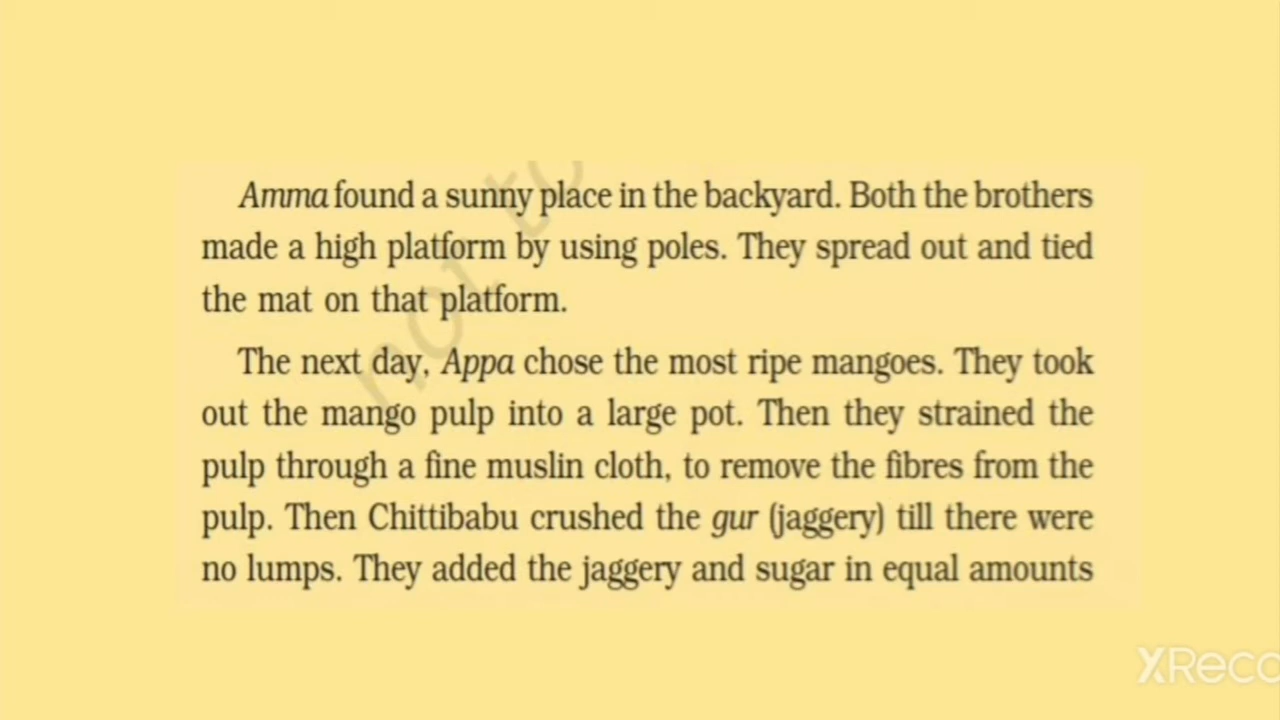 Amma found a sunny place in the backyard. Both the brothers
made a high platform by using poles. They spread out and tied
the mat on that platform.
The next day, Appa chose the most ripe mangoes. They took
out the mango pulp into a large pot. Then they strained the
pulp through a fine muslin cloth, to remove the fibres from the
pulp. Then Chittibabu crushed the gur (jaggery) till there were
no lumps. They added the jaggery and sugar in equal amounts
not to
XReco